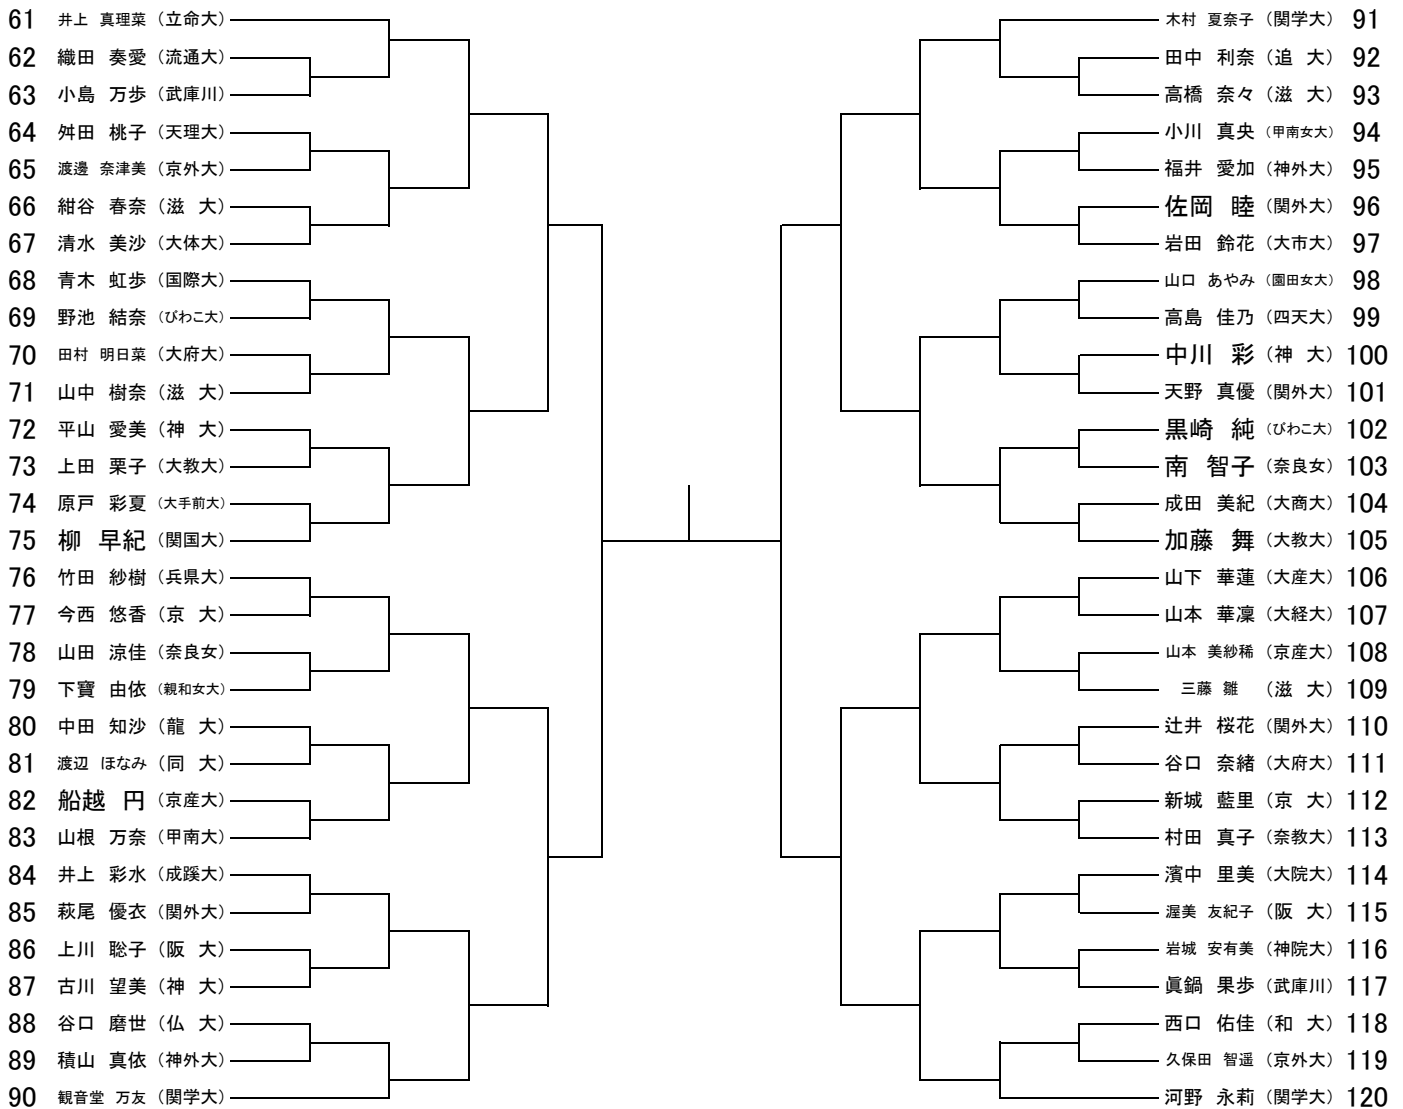 61 井上 真理菜 (立命大)
62 織田 奏愛 (流通大)
63 小島 万歩 (武庫川)
64 舛田 桃子 (天理大)
65 渡邊 奈津美 (京外大)
66 紺谷 春奈 (滋 大)
67 清水 美沙 (大体大)
68 青木 虹歩 (国際大)
69 野池 結奈 (びわこ大)
70 田村 明日菜 (大府大)
71 山中 樹奈 (滋 大)
72 平山 愛美 (神 大)
73 上田 栗子 (大教大)
74 原戸 彩夏 (大手前大)
75 柳 早紀 (関国大)
76 竹田 紗樹 (兵県大)
77 今西 悠香 (京 大)
78 山田 涼佳 (奈良女)
79 下寶 由依 (親和女大)
80 中田 知沙 (龍 大)
81 渡辺 ほなみ (同 大)
82 船越 円 (京産大)
83 山根 万奈 (甲南大)
84 井上 彩水 (成蹊大)
85 萩尾 優衣 (関外大)
86 上川 聡子 (阪 大)
87 古川 望美 (神 大)
88 谷口 磨世 (仏 大)
89 積山 真依 (神外大)
90 観音堂 万友 (関学大)
木村 夏奈子 (関学大) 91
田中 利奈 (追 大) 92
高橋 奈々 (滋 大) 93
小川 真央 (甲南女大) 94
福井 愛加 (神外大) 95
佐岡 睦 (関外大) 96
岩田 鈴花 (大市大) 97
山口 あやみ (園田女大) 98
高島 佳乃 (四天大) 99
中川 彩 (神 大) 100
天野 真優 (関外大) 101
黒崎 純 (びわこ大) 102
南 智子 (奈良女) 103
成田 美紀 (大商大) 104
加藤 舞 (大教大) 105
山下 華蓮 (大産大) 106
山本 華凜 (大経大) 107
山本 美紗稀 (京産大) 108
三藤 雛 (滋 大) 109
辻井 桜花 (関外大) 110
谷口 奈緒 (大府大) 111
新城 藍里 (京 大) 112
村田 真子 (奈教大) 113
濱中 里美 (大院大) 114
渥美 友紀子 (阪 大) 115
岩城 安有美 (神院大) 116
眞鍋 果歩 (武庫川) 117
西口 佑佳 (和 大) 118
久保田 智遥 (京外大) 119
河野 永莉 (関学大) 120